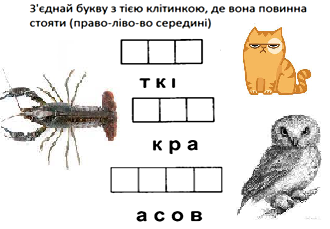 З'єднай букву з тією клітинкою, де вона повинна
стояти (право-ліво-во середині)
т к і
к р а
а с о в